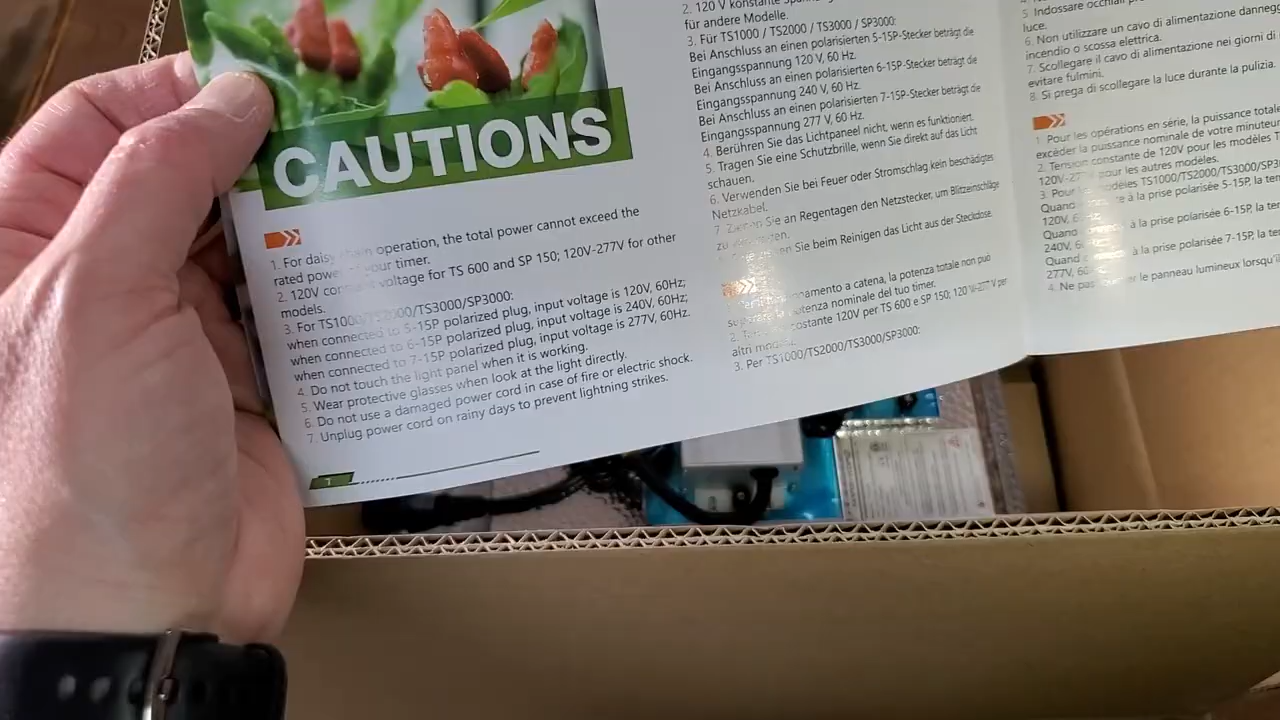 CAUTIONS
1. For daisy chain operation, the total power cannot exceed the
rated power your timer.
2. 120V constant voltage for TS 600 and SP 150; 120V-277V for other
models.
3. For TS1000/TS2000/TS3000/SP3000:
when connected to 5-15P polarized plug, input voltage is 120V, 60Hz;
when connected to 6-15P polarized plug, input voltage is 240V, 60Hz;
when connected to 7-15P polarized plug, input voltage is 277V, 60Hz.
4. Do not touch the light panel when it is working.
5. Wear protective glasses when look at the light directly.
6. Do not use a damaged power cord in case of fire or electric shock.
7. Unplug power cord on rainy days to prevent lightning strikes.
1
2. 120 V konstante
für andere Modelle.
3. Für TS1000 / TS2000 / TS3000 / SP3000:
Bei Anschluss an einen polarisierten 5-15P-Stecker beträgt die
Eingangsspannung 120 V, 60 Hz.
Bei Anschluss an einen polarisierten 6-15P-Stecker beträgt die
Eingangsspannung 240 V, 60 Hz.
Bei Anschluss an einen polarisierten 7-15P-Stecker beträgt die
Eingangsspannung 277 V, 60 Hz.
4. Berühren Sie das Lichtpaneel nicht, wenn es funktioniert.
5. Tragen Sie eine Schutzbrille, wenn Sie direkt auf das Licht
schauen.
6. Verwenden Sie bei Feuer oder Stromschlag kein beschädigtes
Netzkabel.
7. Sie an Regentagen den Netzstecker, um Blitzeinschläge
zu
Sie beim Reinigen das Licht aus der Steckdose.
a catena, la potenza totale non può
potenza nominale del tuo timer.
2. costante 120V per TS 600 e SP 150; 120 V-277 V per
altri
3. Per TS1000/TS2000/TS3000/SP3000:
5. Indossare occhiali
luce.
6. Non utilizzare un cavo di alimentazione
incendio o scossa elettrica.
7. Scollegare il cavo di alimentazione nei giorni di
evitare fulmini.
8. Si prega di scollegare la luce durante la pulizia.
1. Pour les opérations en série, la puissance totale
excéder la puissance nominale de votre minuteur
2. Tension constante de 120V pour les modèles
120V-27 pour les autres modèles.
3. Pour modèles TS1000/TS2000/TS3000/
Quand à la prise polarisée 5-15P, la
120V, 6
Quand à la prise polarisée 6-15P, la
240V, 6
Quand à la prise polarisée 7-15P, la
277V, 60
4. Ne pas le panneau lumineux